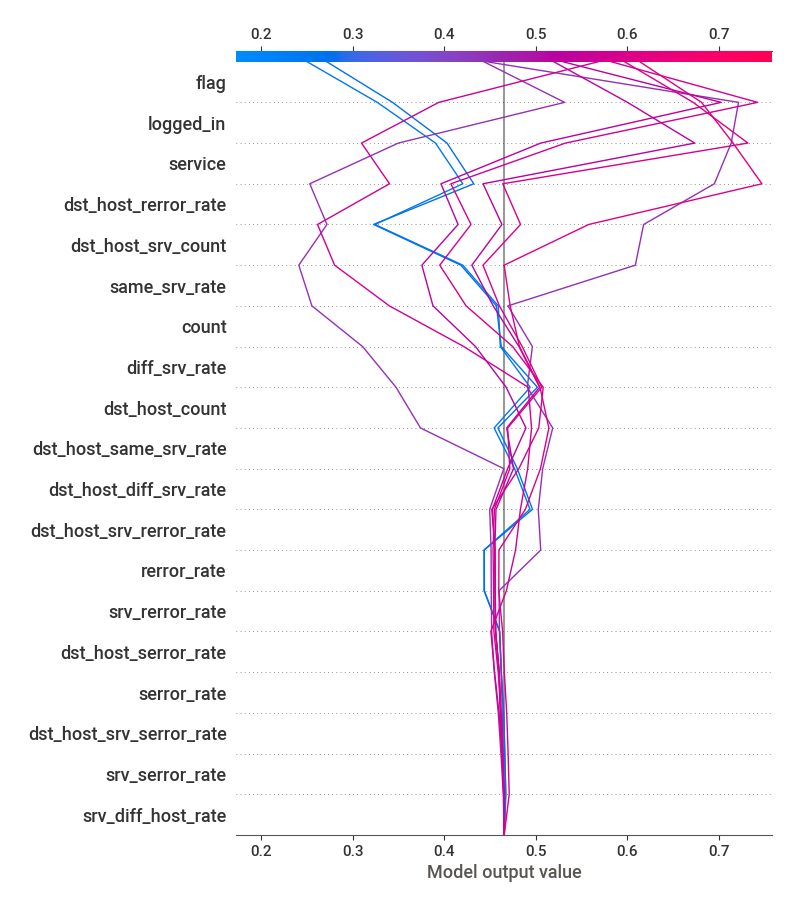 0.2 0.3 0.4 0.5 0.6 0.7
flag
logged_in
service
dst_host_rerror_rate
dst_host_srv_count
same_srv_rate
count
diff_srv_rate
dst_host_count
dst_host_same_srv_rate
dst_host_diff_srv_rate
dst_host_srv_rerror_rate
rerror_rate
srv_rerror_rate
dst_host_serror_rate
serror_rate
dst_host_srv_serror_rate
srv_serror_rate
srv_diff_host_rate
0.2 0.3 0.4 0.5 0.6 0.7
Model output value